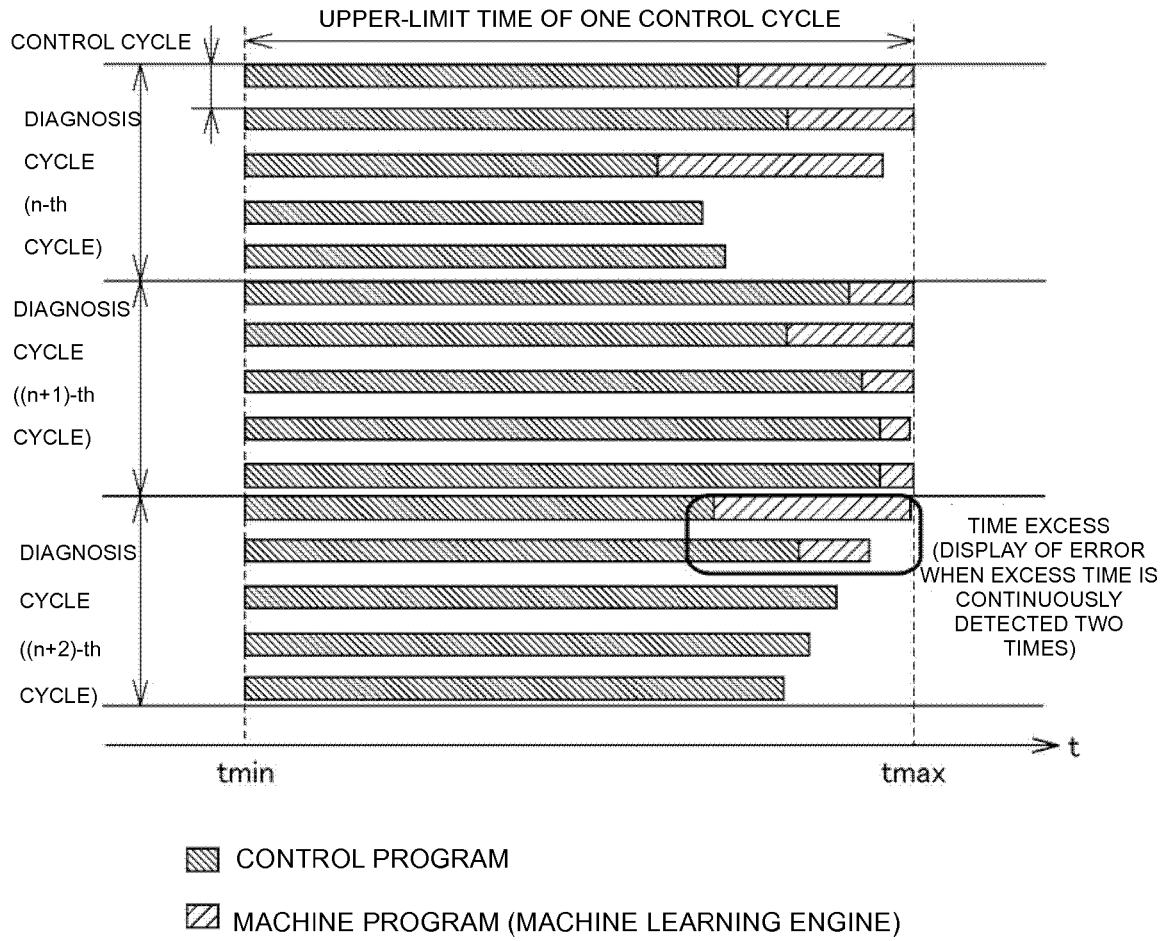 UPPER-LIMIT TIME OF ONE CONTROL CYCLE
CONTROL CYCLE
DIAGNOSIS
CYCLE
(n-th
CYCLE)
DIAGNOSIS
CYCLE
((n+1)-th
CYCLE)
DIAGNOSIS
CYCLE
((n+2)-th
CYCLE)
TIME EXCESS
(DISPLAY OF ERROR
WHEN EXCESS TIME IS
CONTINUOUSLY
DETECTED TWO
TIMES)
t
tmin
tmax
CONTROL PROGRAM
MACHINE PROGRAM (MACHINE LEARNING ENGINE)